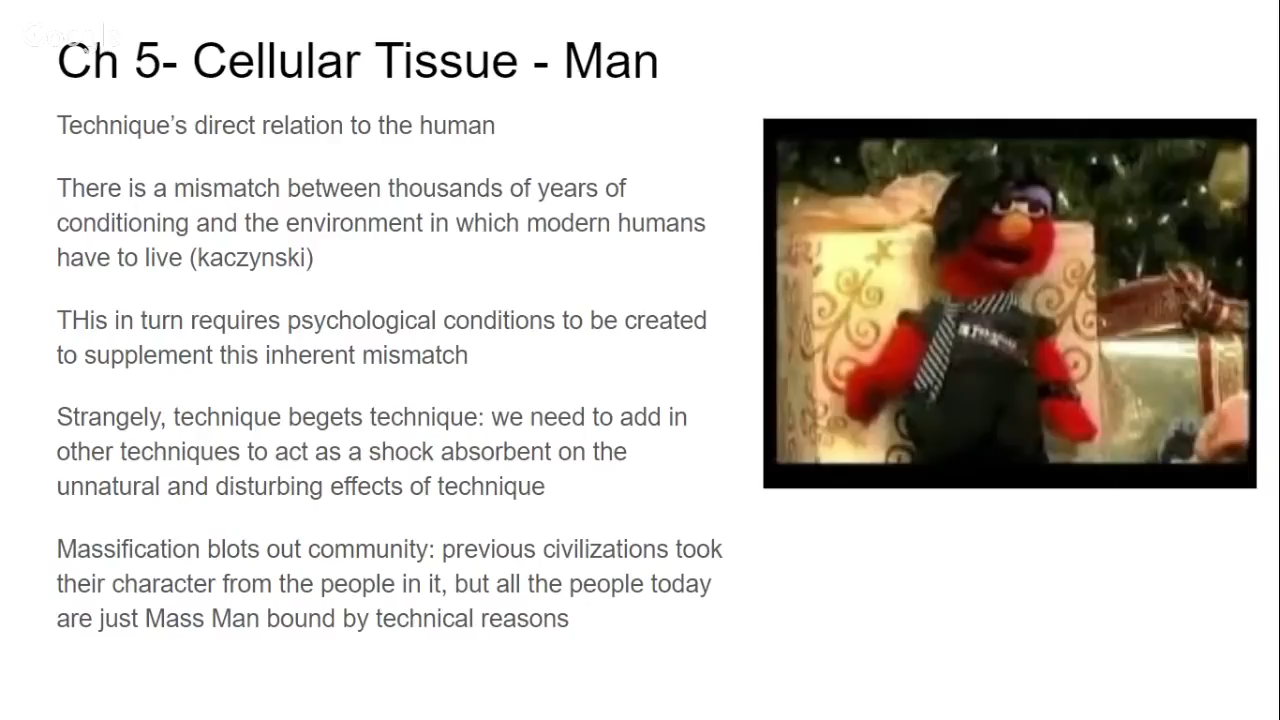 Ch 5- Cellular Tissue - Man
Technique’s direct relation to the human
There is a mismatch between thousands of years of
conditioning and the environment in which modern humans
have to live (kaczynski)
THis in turn requires psychological conditions to be created
to supplement this inherent mismatch
Strangely, technique begets technique: we need to add in
other techniques to act as a shock absorbent on the
unnatural and disturbing effects of technique
Massification blots out community: previous civilizations took
their character from the people in it, but all the people today
are just Mass Man bound by technical reasons